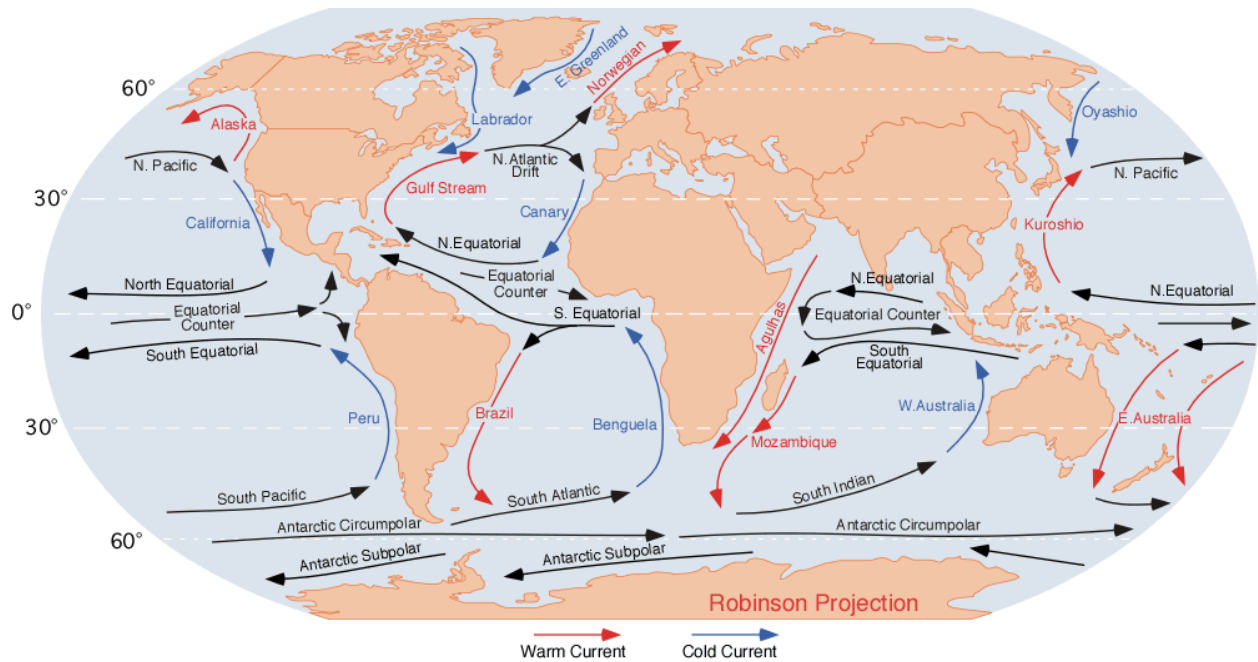 E. Greenland
Norwegian
60°
Alaska
Labrador
Oyashio
N. Pacific
N.Atlantic
Drift
N. Pacific
Gulf Stream
30°
California
Canary
Kuroshio
N.Equatorial
North Equatorial
Equatorial
Counter
N.Equatorial
N.Equatorial
0°
Equatorial
Counter
S. Equatorial
Equatorial Counter
South Equatorial
Agulhas
South
Equatorial
Peru
Brazil
Benguela
W.Australia
E.Australia
30°
Mozambique
South Pacific
South Atlantic
South Indian
Antarctic Circumpolar
Antarctic Circumpolar
60°
Antarctic Subpolar
Antarctic Subpolar
Robinson Projection
Warm Current
Cold Current